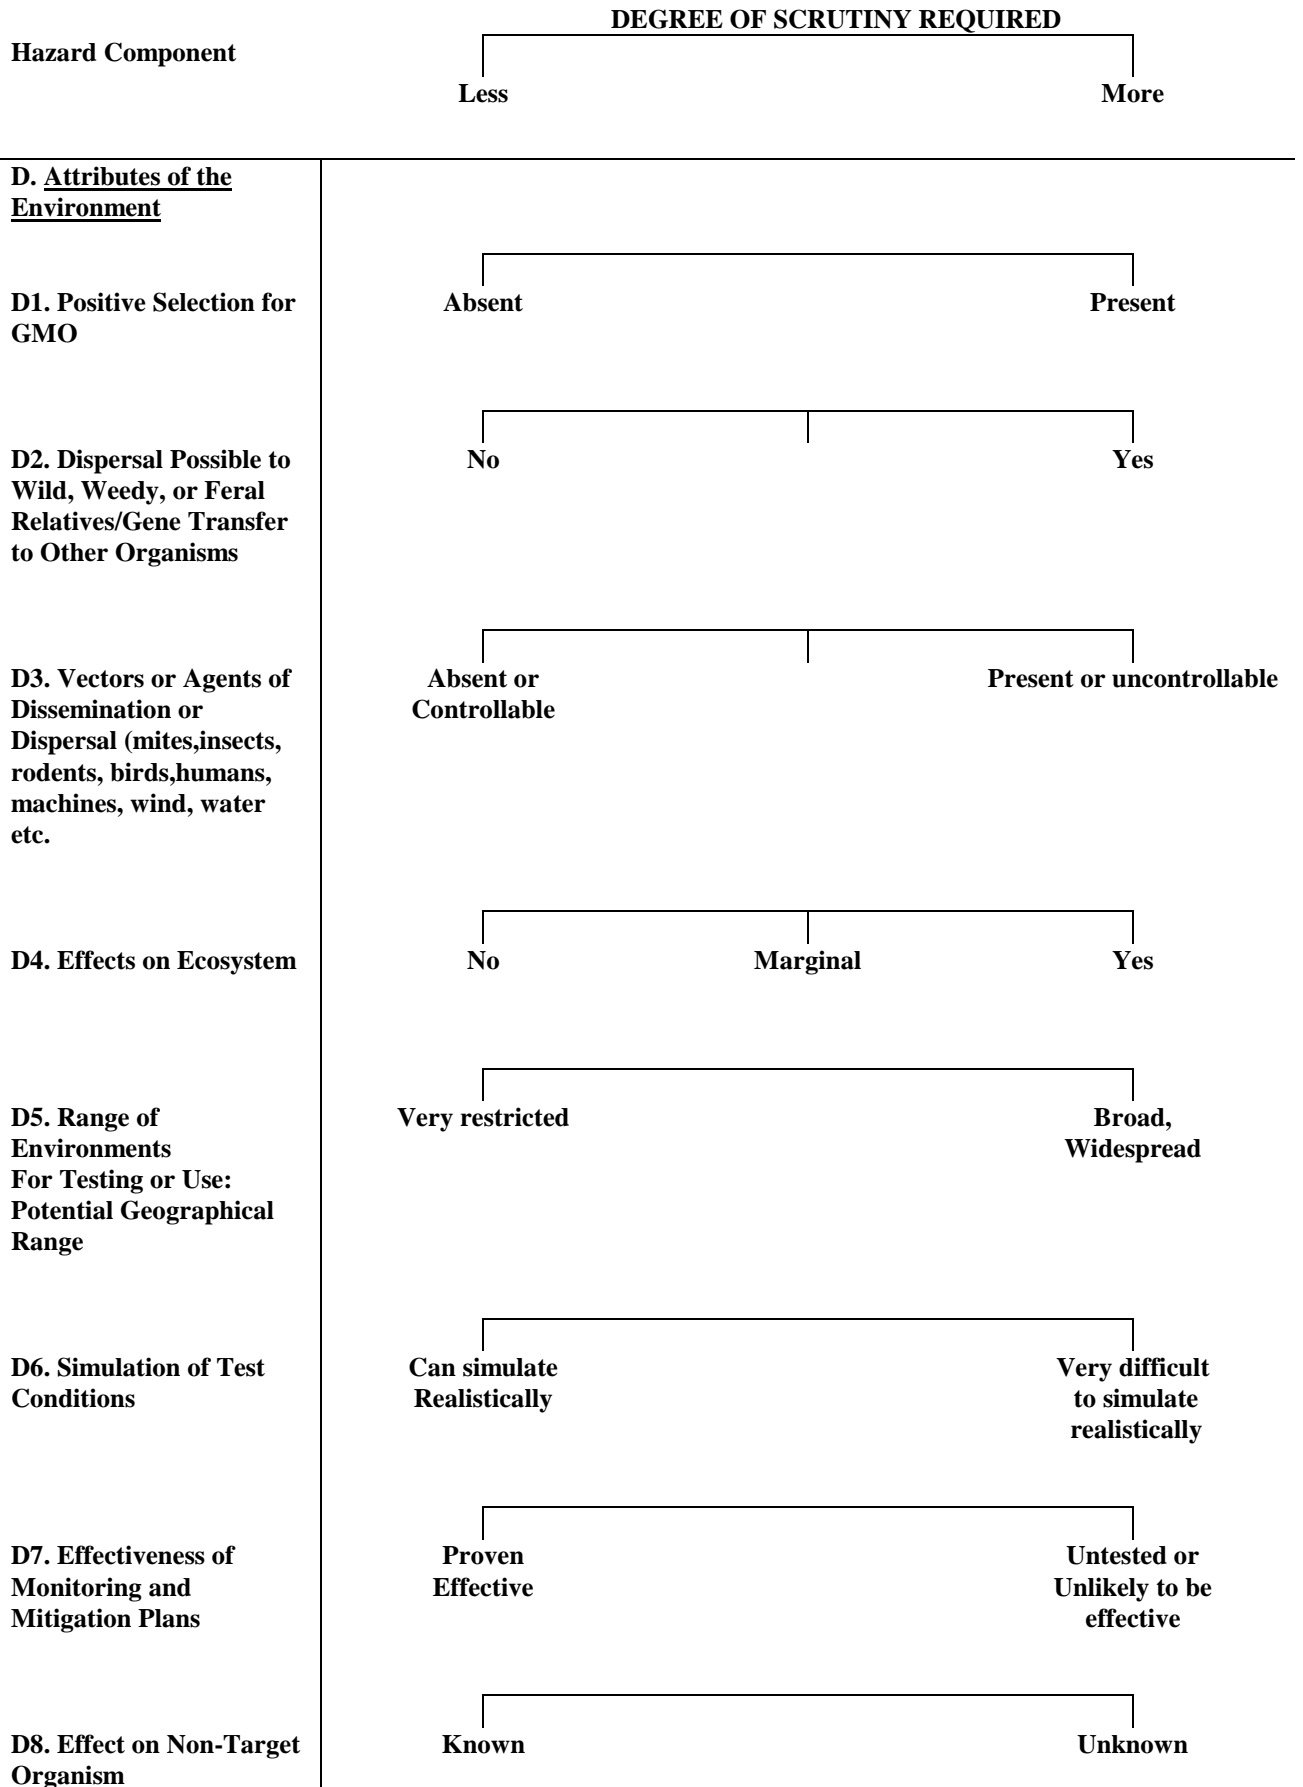 DEGREE OF SCRUTINY REQUIRED
Hazard Component
Less More
D. Attributes of the
Environment
D1. Positive Selection for Absent Present
GMO
D2. Dispersal Possible to No Yes
Wild, Weedy, or Feral
Relatives/Gene Transfer
to Other Organisms
D3. Vectors or Agents of Absent or Present or uncontrollable
Dissemination or Controllable
Dispersal (mites,insects,
rodents, birds,humans,
machines, wind, water
etc.
D4. Effects on Ecosystem No Marginal Yes
D5. Range of Very restricted Broad,
Environments Widespread
For Testing or Use:
Potential Geographical
Range
D6. Simulation of Test Can simulate Very difficult
Conditions Realistically to simulate
realistically
D7. Effectiveness of Proven Untested or
Monitoring and Effective Unlikely to be
Mitigation Plans effective
D8. Effect on Non-Target Known Unknown
Organism